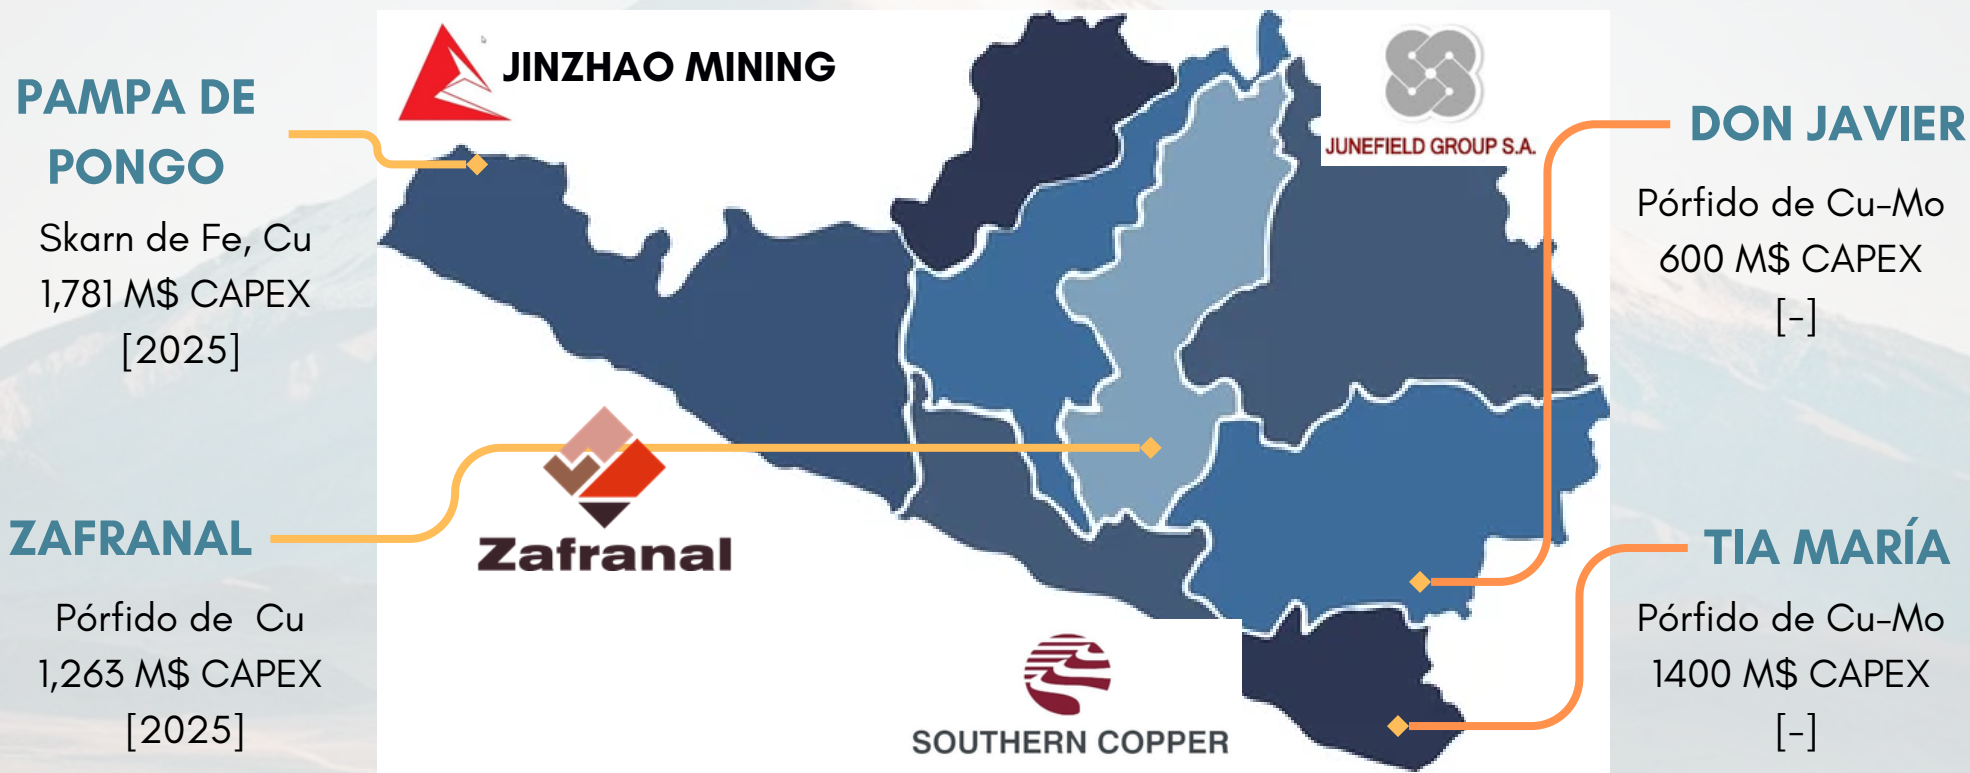 JINZHAO MINING
PAMPA DE
PONGO
Skarn de Fe, Cu
1,781 M$ CAPEX
[2025]
Zafranal
ZAFRANAL
Pórfido de Cu
1,263 M$ CAPEX
[2025]
SOUTHERN COPPER
JUNEFIELD GROUP S.A.
DON JAVIER
Pórfido de Cu-Mo
600 M$ CAPEX
[-]
TIA MARÍA
Pórfido de Cu-Mo
1400 M$ CAPEX
[-]